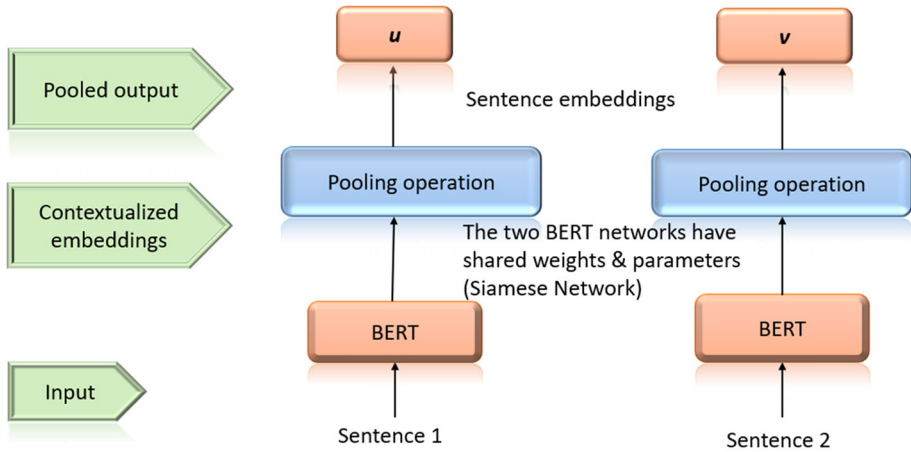 u
v
Pooled output
Sentence embeddings
Pooling operation
Pooling operation
Contextualized
embeddings
The two BERT networks have
shared weights & parameters
(Siamese Network)
BERT
BERT
Input
Sentence 1
Sentence 2